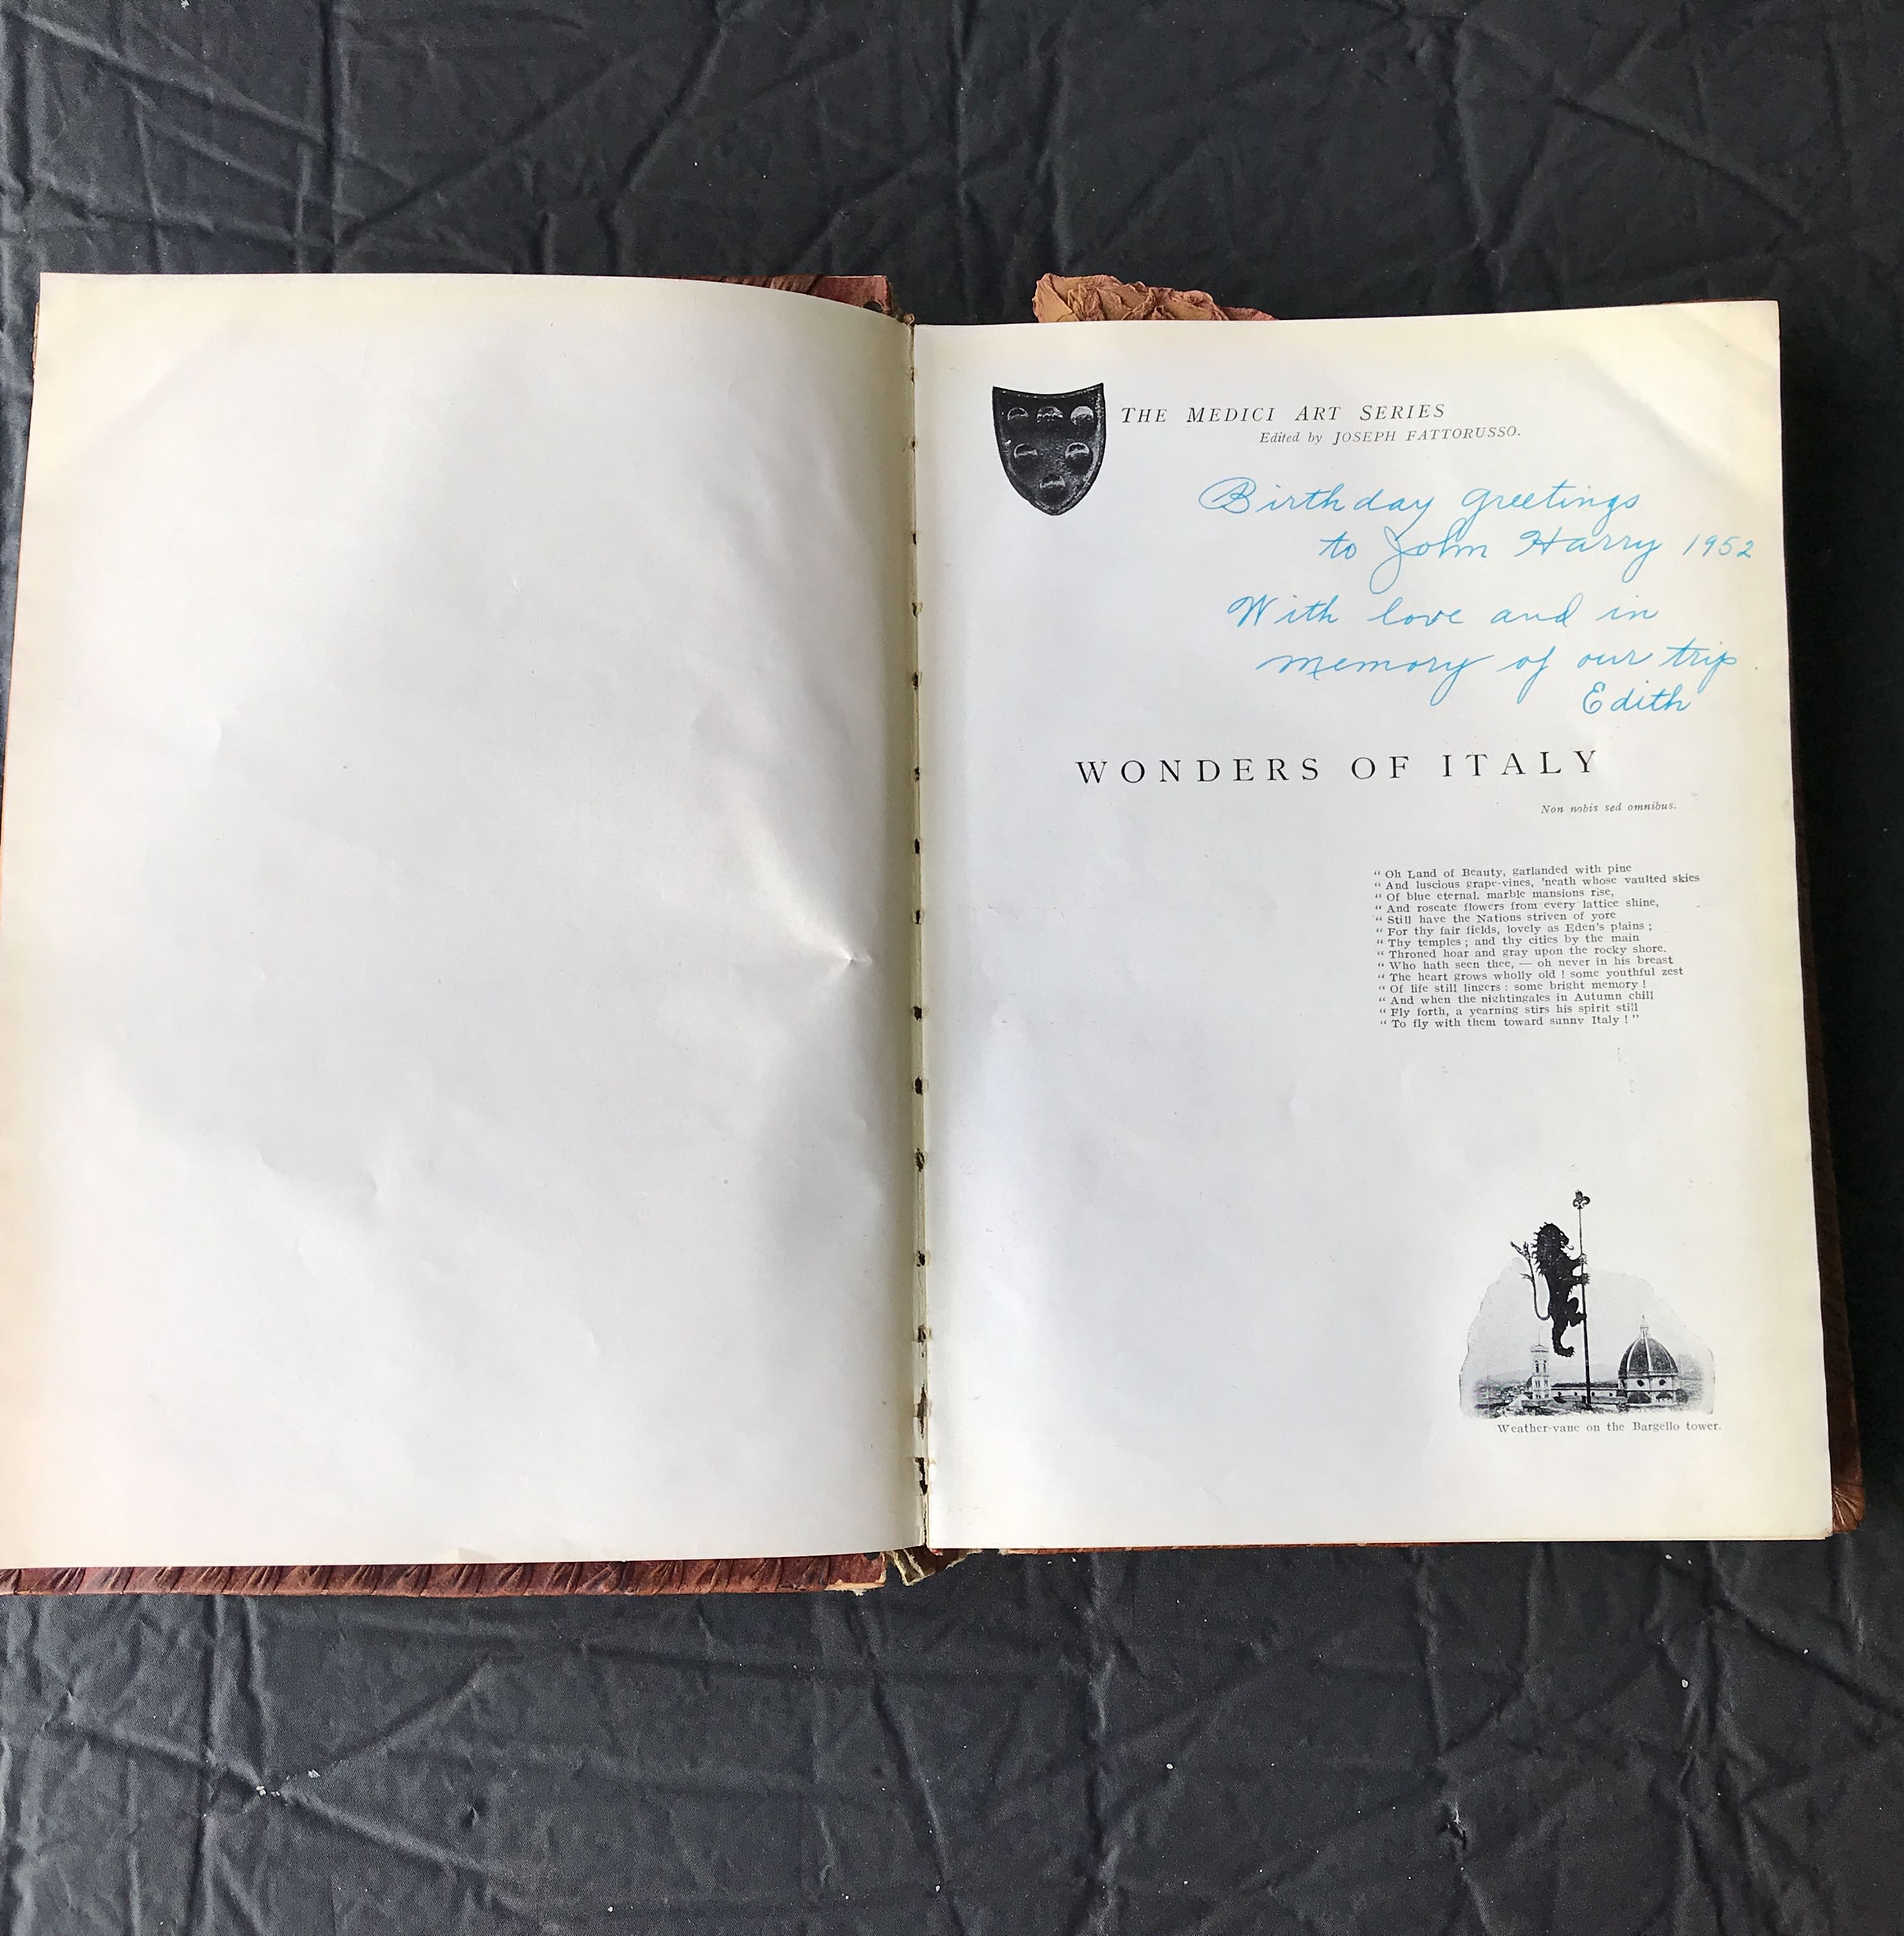 THE MEDICI ART SERIES
Edited by JOSEPH FATTORUSSO.
Birthday greetings
to John Harry 1952
With love and in
memory of our trip.
Edith
WONDERS OF ITALY
Non nobis sed omnibus.
“ Oh Land of Beauty, garlanded with pine
“ And luscious grape-vines, 'neath whose vaulted skies
“ Of blue eternal, marble mansions rise,
“ And roseate flowers from every lattice shine,
“ Still have the Nations striven of yore
“ For thy fair fields, lovely as Eden's plains ;
“ Thy temples ; and thy cities by the main
“ Throned hoar and gray upon the rocky shore.
“ Who hath seen thee, — oh never in his breast
“ The heart grows wholly old ! some youthful zest
“ Of life still lingers : some bright memory !
“ And when the nightingales in Autumn chill
“ Fly forth, a yearning stirs his spirit still
“ To fly with them toward sunny Italy ! ”
Weather-vane on the Bargello tower.